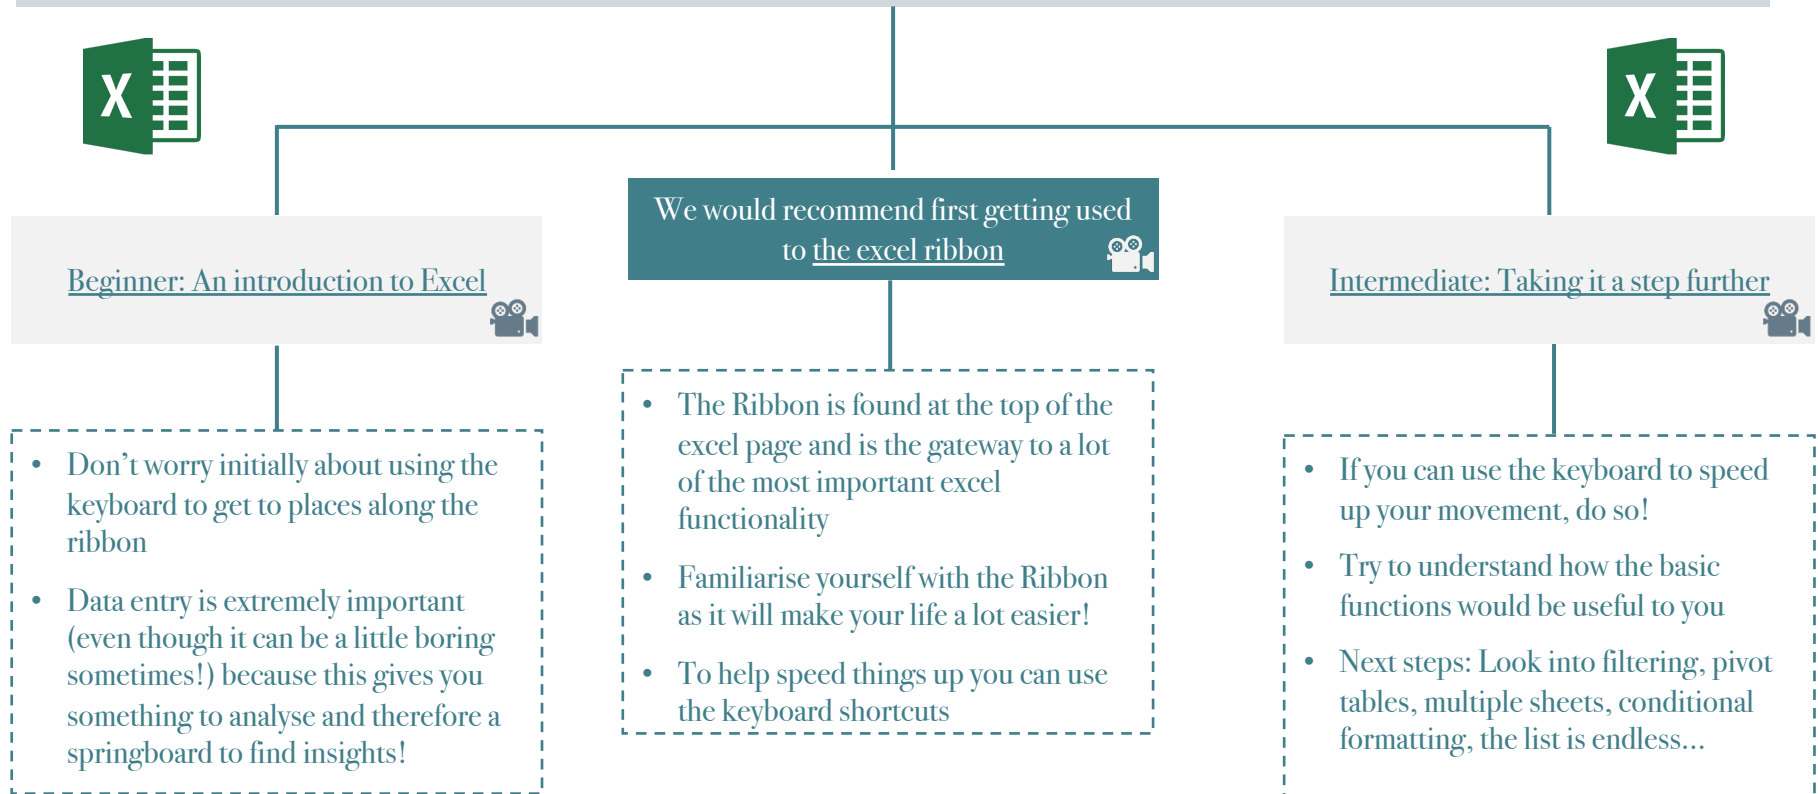 X
X
We would recommend first getting used
to the excel ribbon
Beginner: An introduction to Excel
Intermediate: Taking it a step further
• Don’t worry initially about using the
keyboard to get to places along the
ribbon
• Data entry is extremely important
(even though it can be a little boring
sometimes!) because this gives you
something to analyse and therefore a
springboard to find insights!
• The Ribbon is found at the top of the
excel page and is the gateway to a lot
of the most important excel
functionality
• Familiarise yourself with the Ribbon
as it will make your life a lot easier!
• To help speed things up you can use
the keyboard shortcuts
• If you can use the keyboard to speed
up your movement, do so!
• Try to understand how the basic
functions would be useful to you
• Next steps: Look into filtering, pivot
tables, multiple sheets, conditional
formatting, the list is endless…